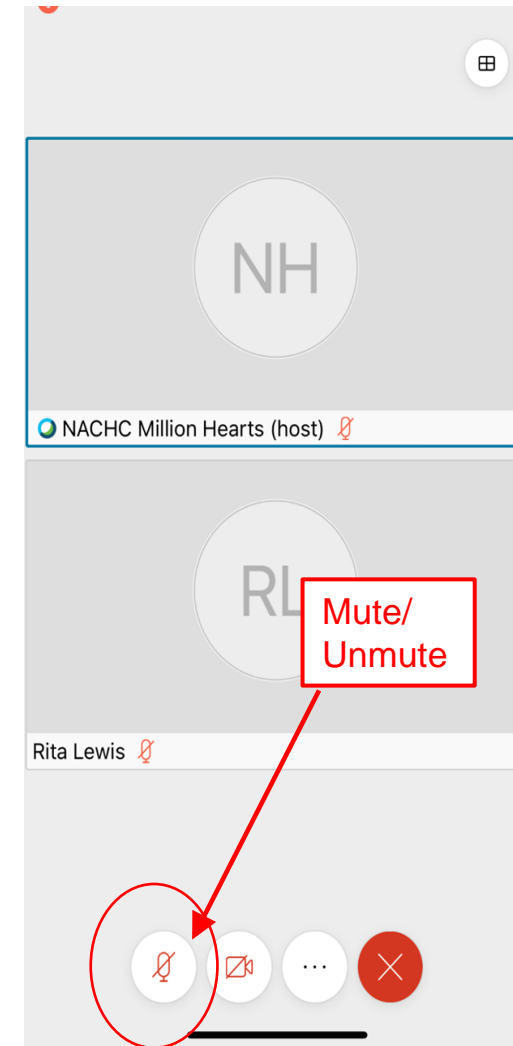 NH
NACHC Million Hearts (host)
RL
Mute/
Unmute
Rita Lewis